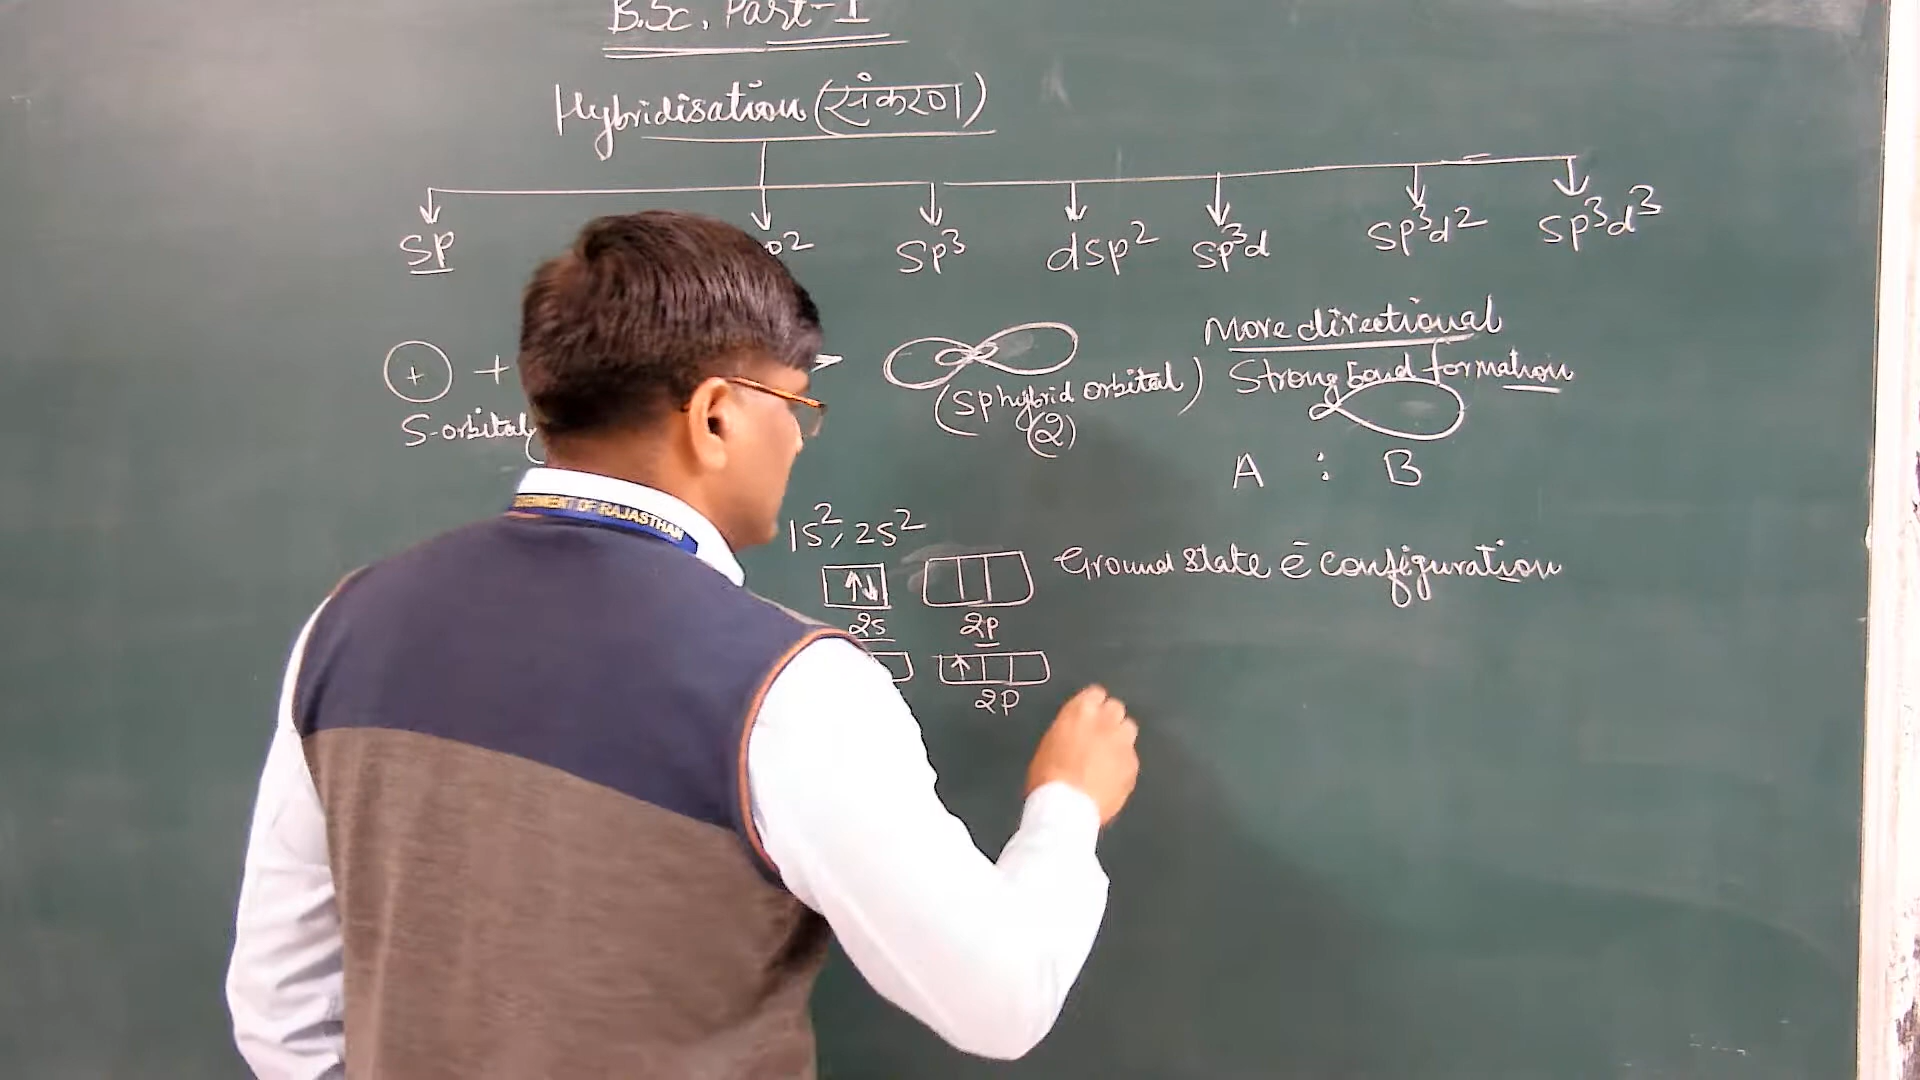 B.Sc. Part-I
Hybridisation (संकरण)
sp sp³ dsp² sp³d sp³d² sp³d³
+ +
S-orbital
(sp hybrid orbital)
(2)
More directional
Strong bond formation
A : B
1s², 2s²
↑↓
2s 2p
Ground state ē configuration
↑
2p
GOVERNMENT OF RAJASTHAN